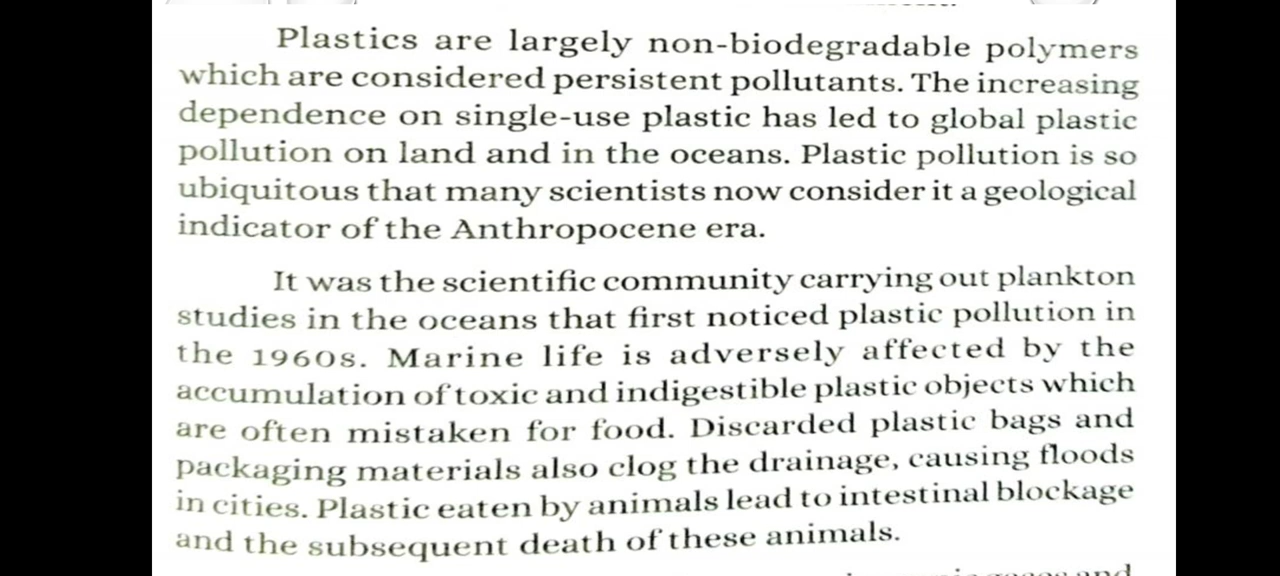 Plastics are largely non-biodegradable polymers
which are considered persistent pollutants. The increasing
dependence on single-use plastic has led to global plastic
pollution on land and in the oceans. Plastic pollution is so
ubiquitous that many scientists now consider it a geological
indicator of the Anthropocene era.
It was the scientific community carrying out plankton
studies in the oceans that first noticed plastic pollution in
the 1960s. Marine life is adversely affected by the
accumulation of toxic and indigestible plastic objects which
are often mistaken for food. Discarded plastic bags and
packaging materials also clog the drainage, causing floods
in cities. Plastic eaten by animals lead to intestinal blockage
and the subsequent death of these animals.
and